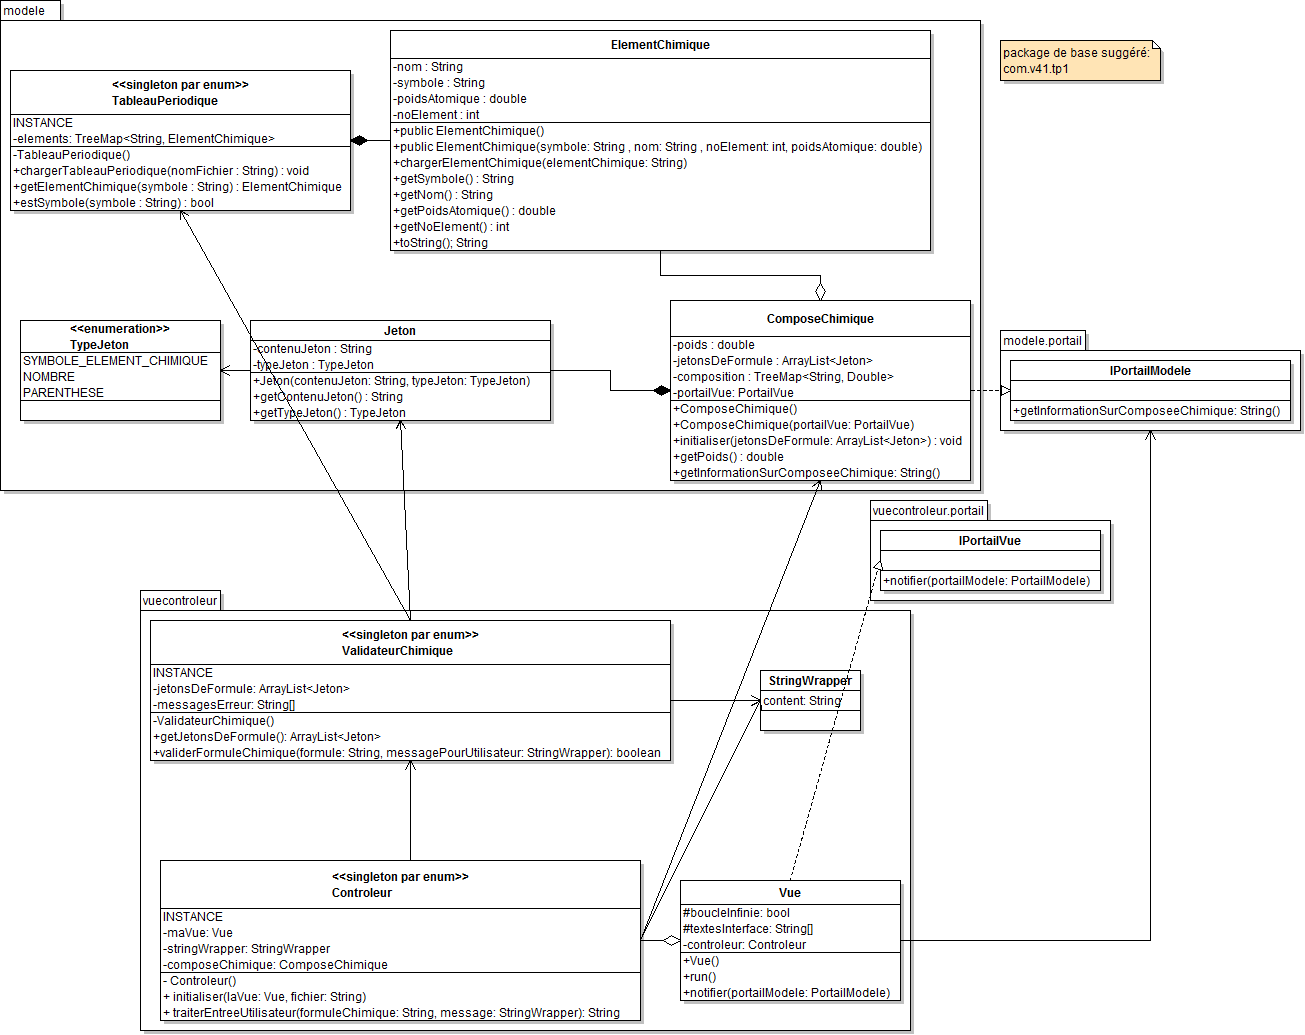 modele
ElementChimique
-nom : String
-symbole : String
-poidsAtomique : double
-noElement : int
+public ElementChimique()
+public ElementChimique(symbole: String , nom: String , noElement: int, poidsAtomique: double)
+chargerElementChimique(elementChimique: String)
+getSymbole() : String
+getNom() : String
+getPoidsAtomique() : double
+getNoElement() : int
+toString(); String
package de base suggéré:
com.v41.tp1
<<singleton par enum>>
TableauPeriodique
INSTANCE
-elements: TreeMap<String, ElementChimique>
-TableauPeriodique()
+chargerTableauPeriodique(nomFichier : String) : void
+getElementChimique(symbole : String) : ElementChimique
+estSymbole(symbole : String) : bool
<<enumeration>>
TypeJeton
SYMBOLE_ELEMENT_CHIMIQUE
NOMBRE
PARENTHESE
Jeton
-contenuJeton : String
-typeJeton : TypeJeton
+Jeton(contenuJeton: String, typeJeton: TypeJeton)
+getContenuJeton() : String
+getTypeJeton() : TypeJeton
ComposeChimique
-poids : double
-jetonsDeFormule : ArrayList<Jeton>
-composition : TreeMap<String, Double>
-portailVue: PortailVue
+ComposeChimique()
+ComposeChimique(portailVue: PortailVue)
+initialiser(jetonsDeFormule: ArrayList<Jeton>) : void
+getPoids() : double
+getInformationSurComposeeChimique: String()
modele.portail
IPortailModele
+getInformationSurComposeeChimique: String()
vuecontroleur.portail
IPortailVue
+notifier(portailModele: PortailModele)
vuecontroleur
<<singleton par enum>>
ValidateurChimique
INSTANCE
-jetonsDeFormule: ArrayList<Jeton>
-messagesErreur: String[]
-ValidateurChimique()
+getJetonsDeFormule(): ArrayList<Jeton>
+validerFormuleChimique(formule: String, messagePourUtilisateur: StringWrapper): boolean
StringWrapper
content: String
<<singleton par enum>>
Controleur
INSTANCE
-maVue: Vue
-stringWrapper: StringWrapper
-composeChimique: ComposeChimique
- Controleur()
+ initialiser(laVue: Vue, fichier: String)
+ traiterEntreeUtilisateur(formuleChimique: String, message: StringWrapper): String
Vue
#boucleInfinie: bool
#textesInterface: String[]
-controleur: Controleur
+Vue()
+run()
+notifier(portailModele: PortailModele)